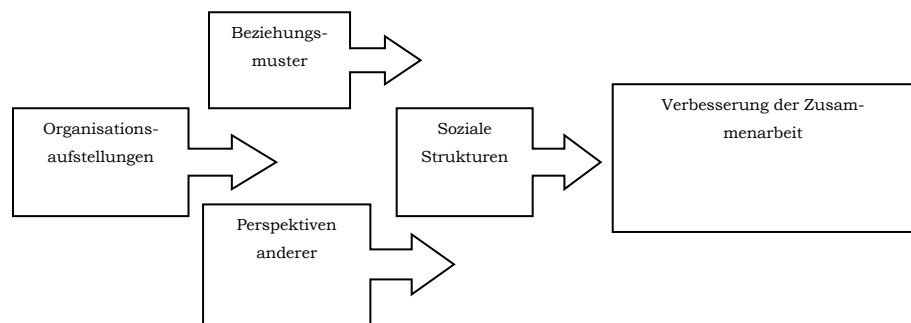 Beziehungs-
muster
Organisations-
aufstellungen
Soziale
Strukturen
Verbesserung der Zusam-
menarbeit
Perspektiven
anderer